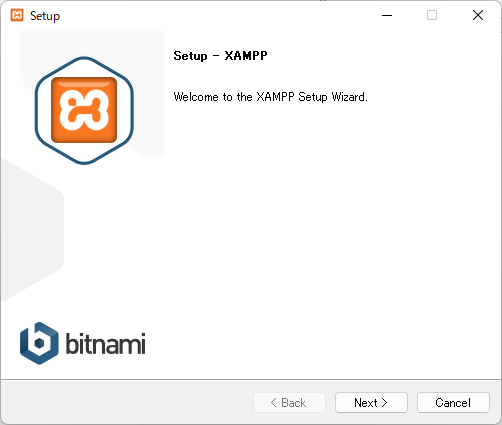 Setup
Setup - XAMPP
Welcome to the XAMPP Setup Wizard.
bitnami
< Back
Next >
Cancel